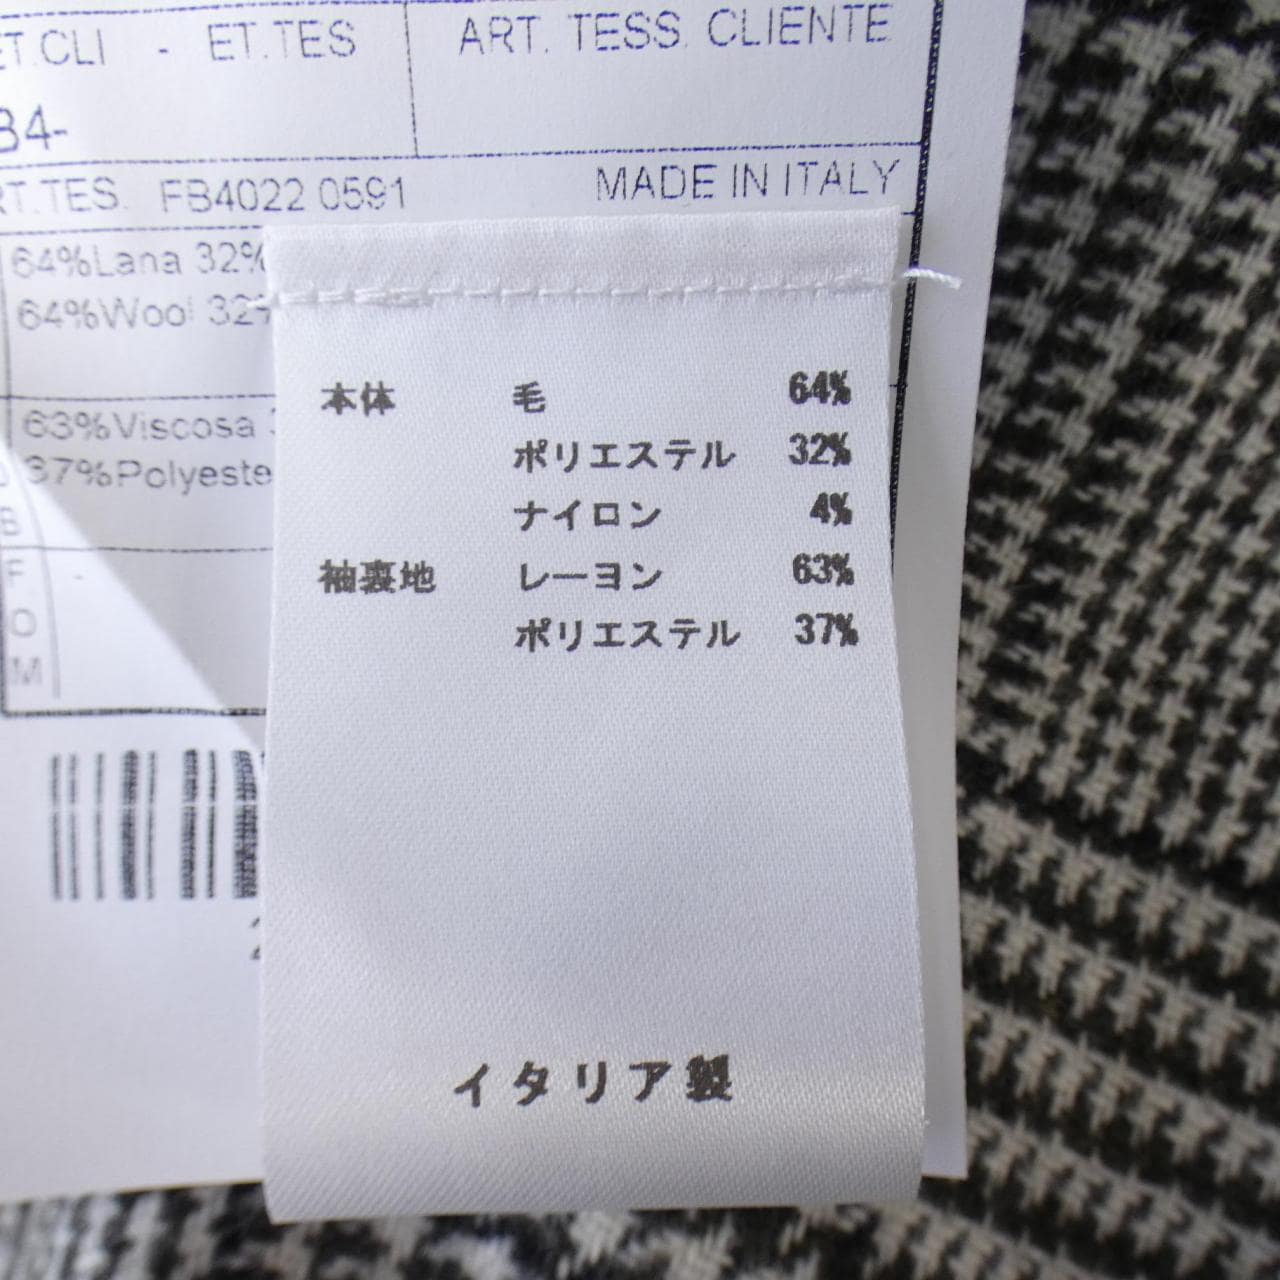 ET.CLI - ET.TES ART. TESS. CLIENTE
B4-
ART.TES. FB4022 0591 MADE IN ITALY
64%Lana 32%
64%Wool 32%
63%Viscosa
37%Polyeste
B
F
O
M
本体 毛 64%
ポリエステル 32%
ナイロン 4%
袖裏地 レーヨン 63%
ポリエステル 37%
イタリア製